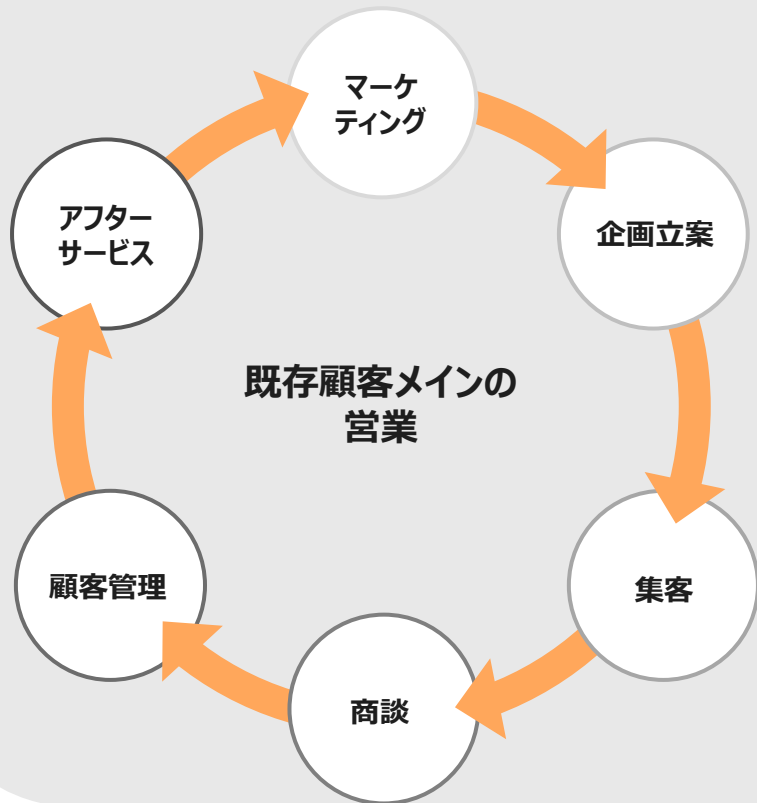 マーケ
ティング
企画立案
集客
商談
顧客管理
アフター
サービス
既存顧客メインの
営業